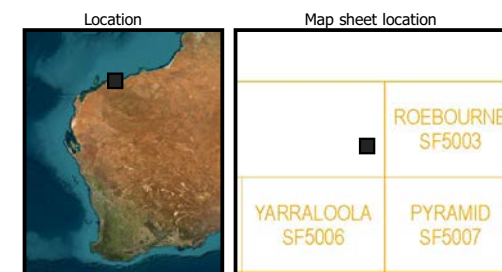 Location
Map sheet location
ROEBOURNE
SF5003
YARRALOOLA
SF5006
PYRAMID
SF5007